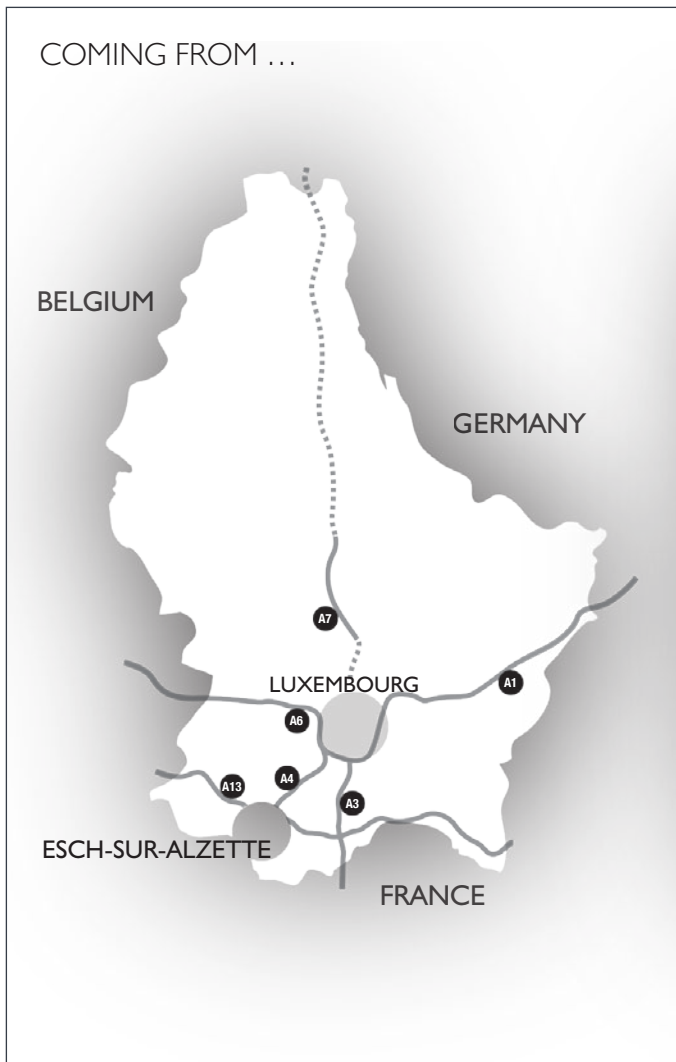 COMING FROM ...
BELGIUM
GERMANY
A7
LUXEMBOURG
A1
A6
A4
A13
A3
ESCH-SUR-ALZETTE
FRANCE